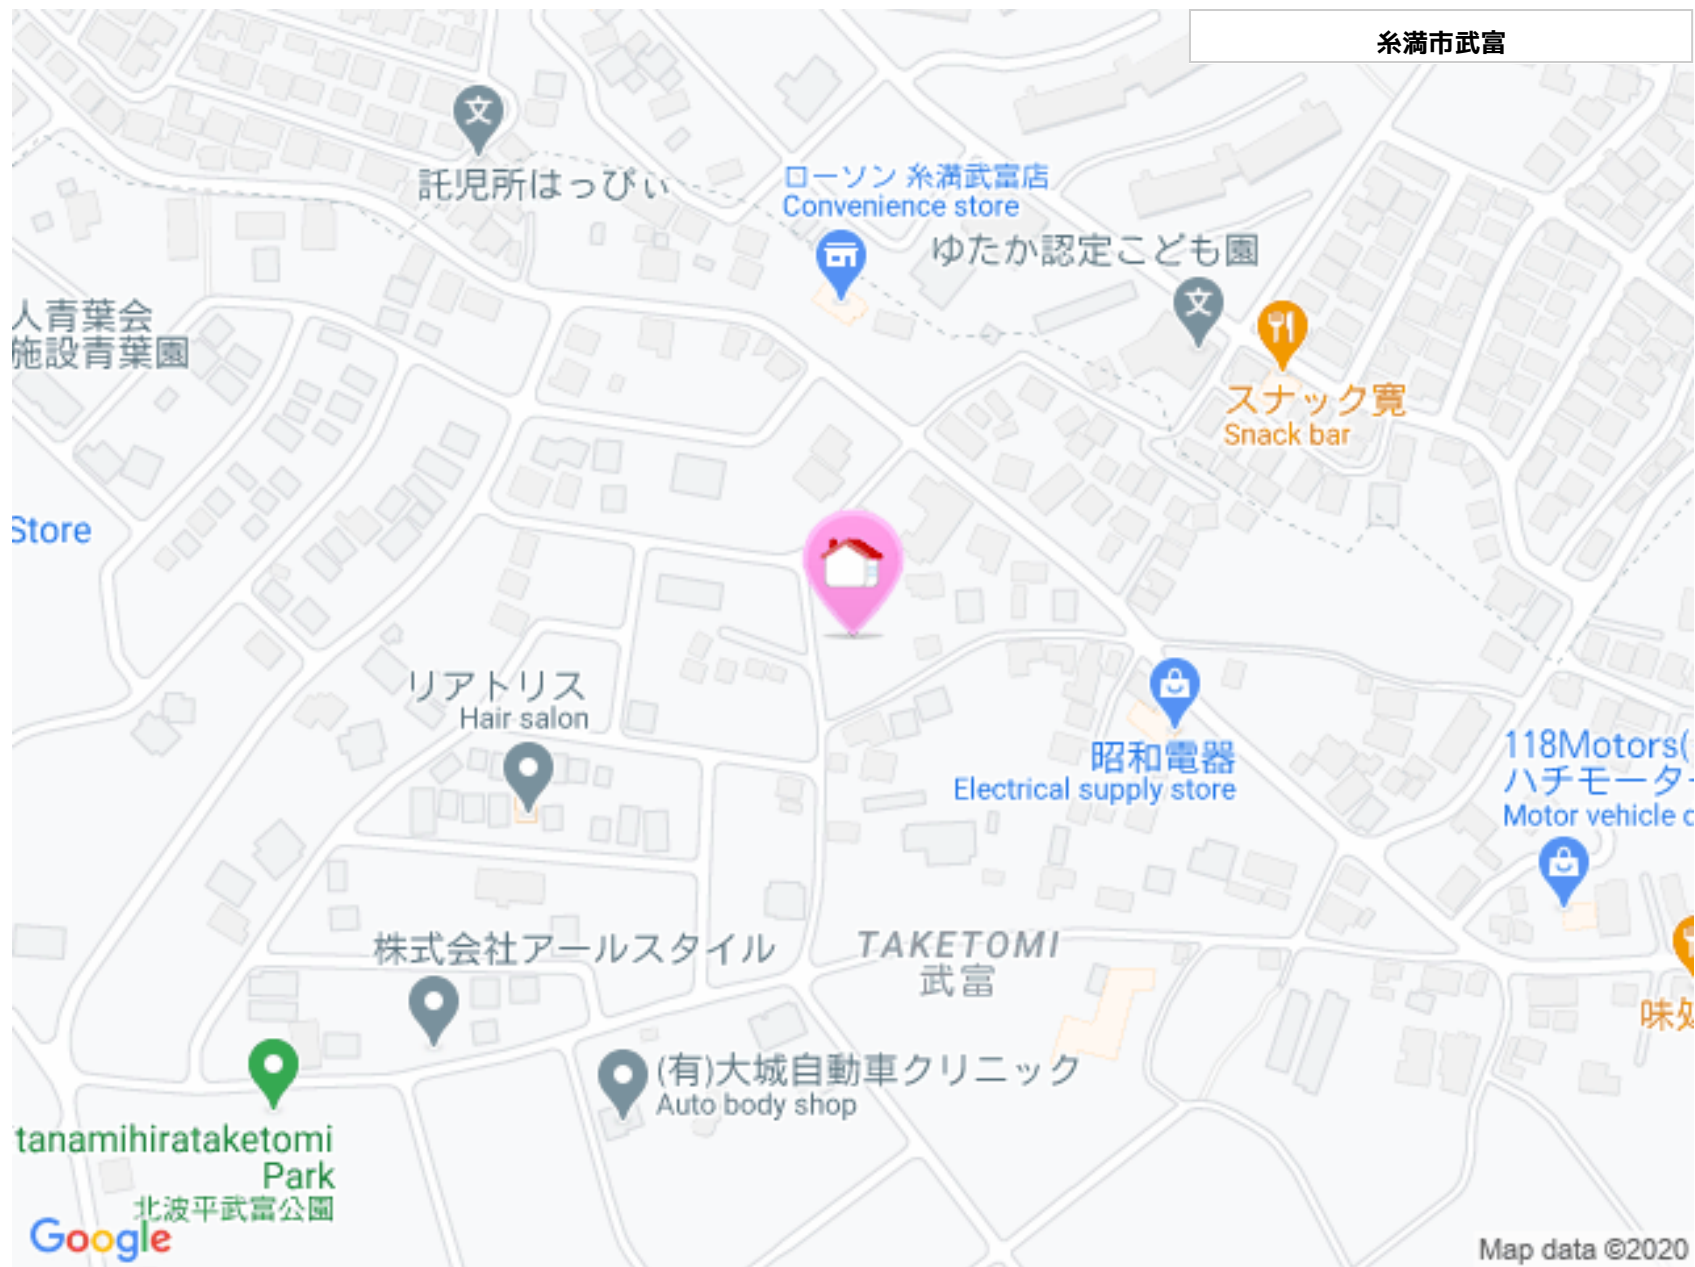 糸満市武富
文
託児所はっぴぃ
ローソン 糸満武富店
Convenience store
ゆたか認定こども園
文
人青葉会
施設青葉園
スナック寛
Snack bar
Store
リアトリス
Hair salon
昭和電器
Electrical supply store
118Motors(
ハチモーター
Motor vehicle
株式会社アールスタイル
TAKETOMI
武富
味処
(有)大城自動車クリニック
Auto body shop
tanamihirataketomi
Park
北波平武富公園
Google
Map data ©2020